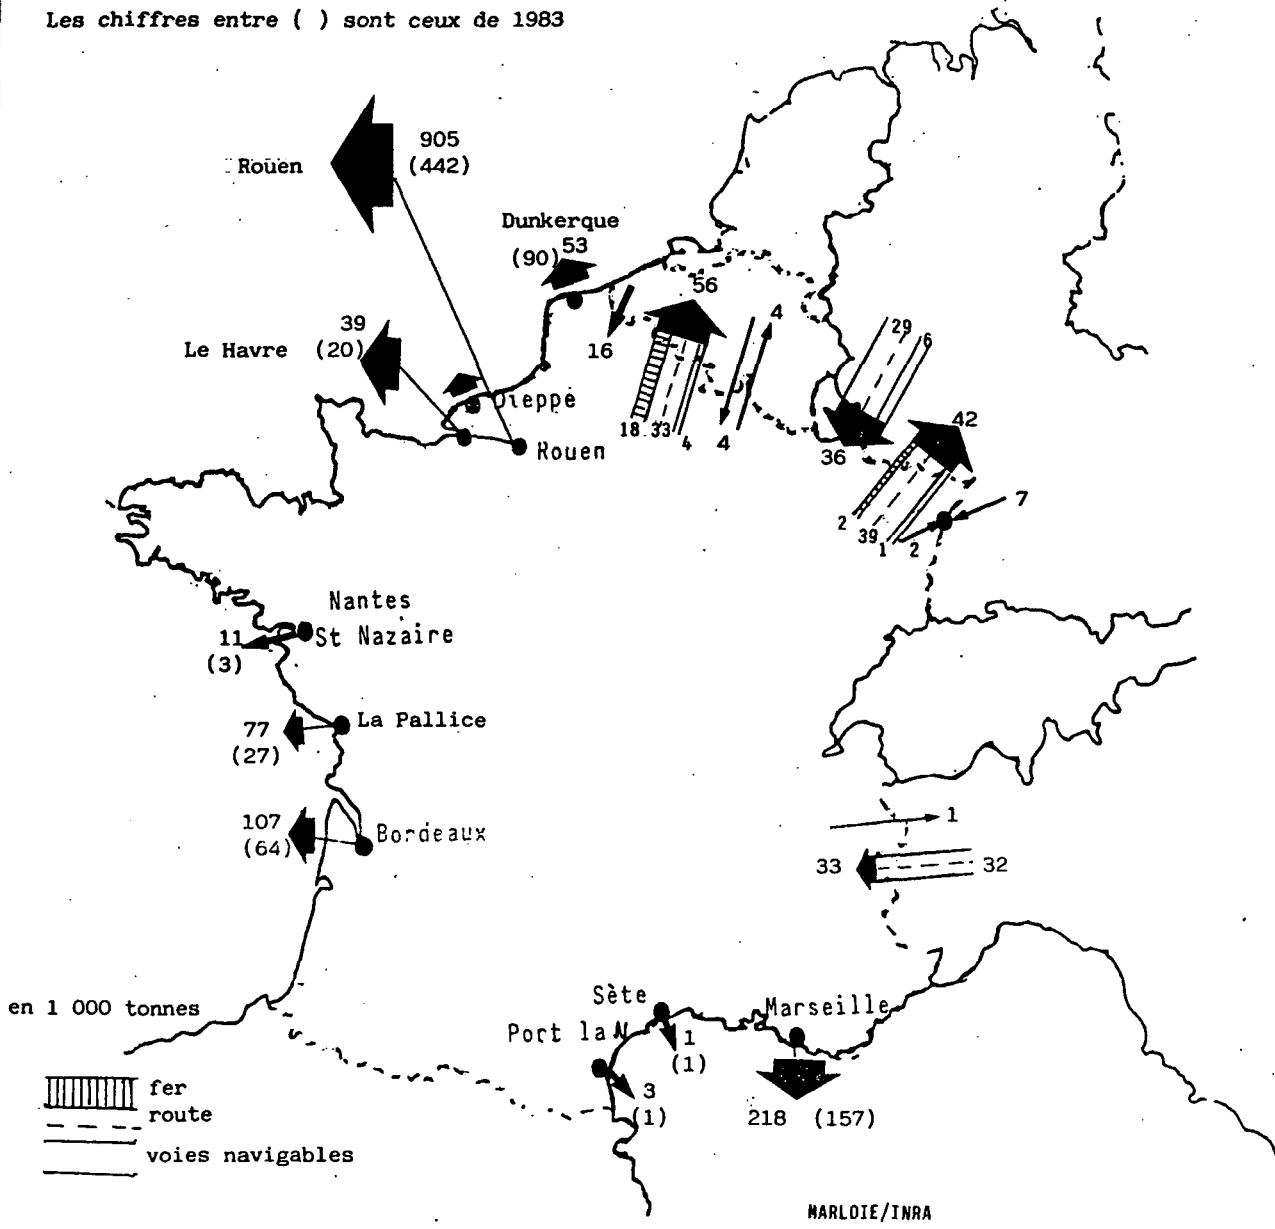 Les chiffres entre ( ) sont ceux de 1983
905
Rouen (442)
Dunkerque
(90) 53
56
4
39
Le Havre (20)
16
29
6
Dieppe
18 33 4 4
42
36
Rouen
7
2
39
1 2
Nantes
11 St Nazaire
(3)
77 La Pallice
(27)
107 Bordeaux
(64)
1
33 32
Sète
en 1 000 tonnes
Marseille
Port la N
1
(1)
3
(1)
218 (157)
fer
route
voies navigables
MARLOIE/INRA